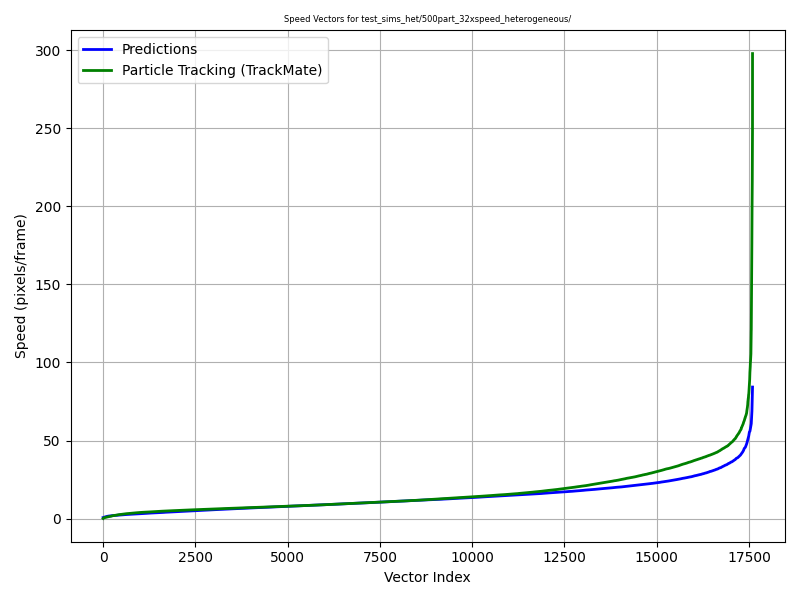 Speed Vectors for test_sims_het/500part_32xspeed_heterogeneous/
Predictions
Particle Tracking (TrackMate)
300
250
200
150
100
50
0
Speed (pixels/frame)
0 2500 5000 7500 10000 12500 15000 17500
Vector Index